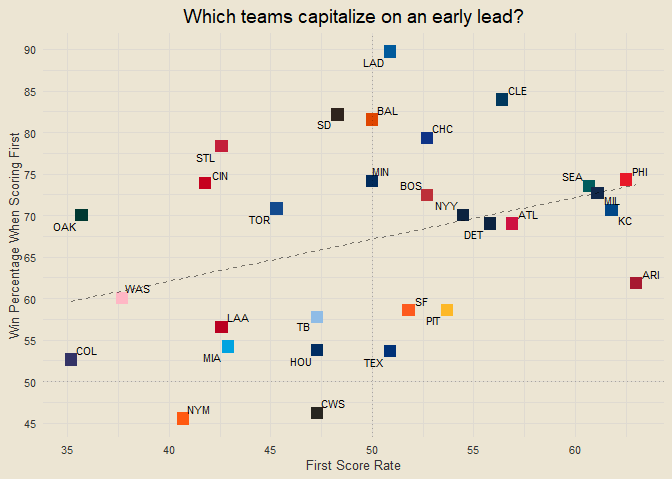 Which teams capitalize on an early lead?
Win Percentage When Scoring First
90
85
80
75
70
65
60
55
50
45
LAD
CLE
SD
BAL
CHC
STL
CIN
MIN
BOS
SEA
PHI
OAK
TOR
NYY
DET
ATL
MIL
KC
WAS
ARI
LAA
TB
SF
PIT
COL
MIA
HOU
TEX
NYM
CWS
35
40
45
50
55
60
First Score Rate